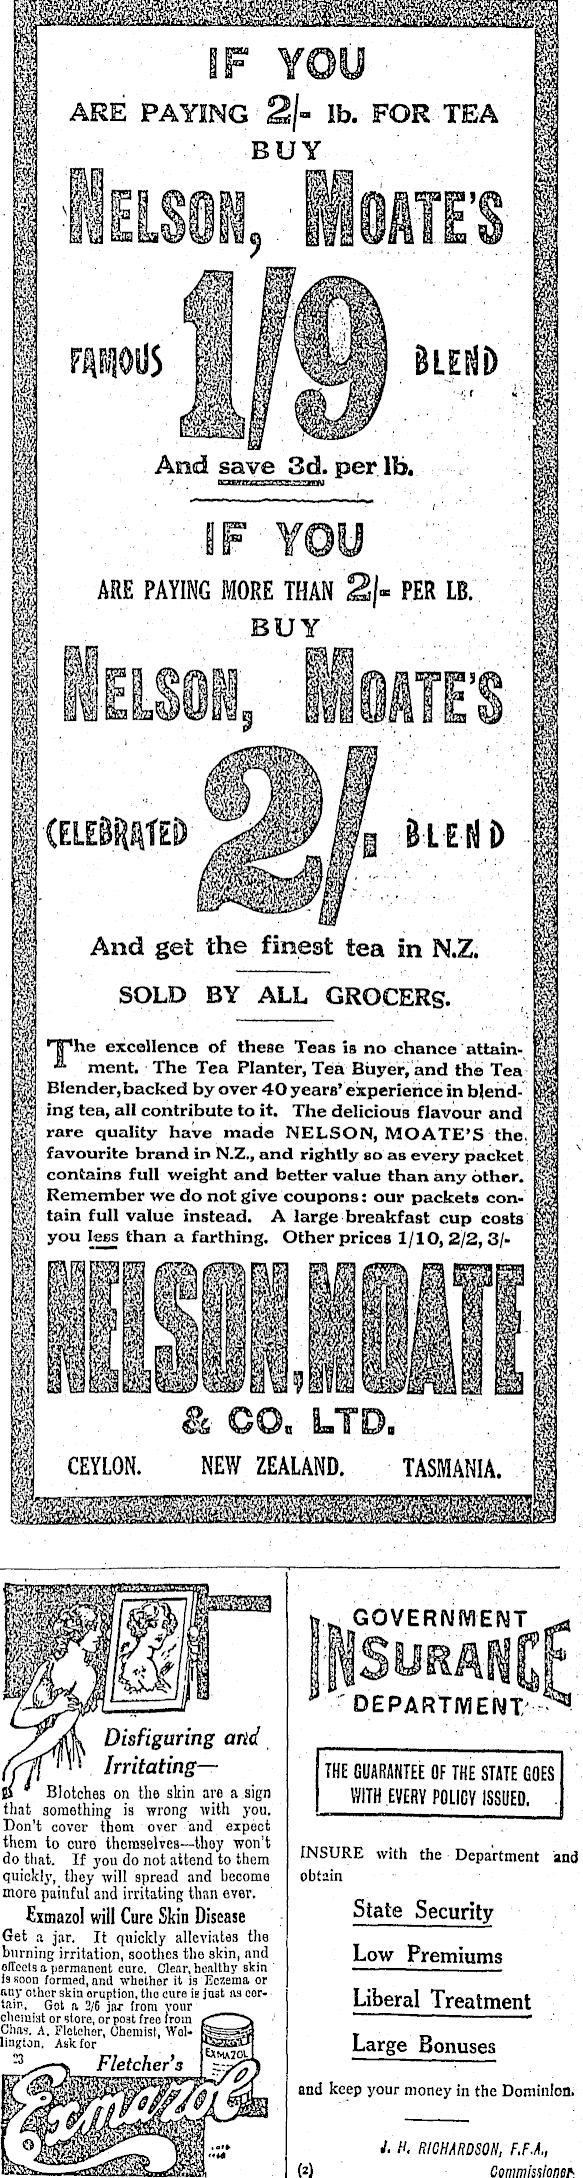 IF YOU
ARE PAYING 2/- lb. FOR TEA
BUY
NELSON, MOATE'S
FAMOUS 1/9 BLEND
And save 3d. per lb.
IF YOU
ARE PAYING MORE THAN 2/- PER LB.
BUY
NELSON, MOATE'S
CELEBRATED 2/- BLEND
And get the finest tea in N.Z.
SOLD BY ALL GROCERS.
The excellence of these Teas is no chance attain-
ment. The Tea Planter, Tea Buyer, and the Tea
Blender, backed by over 40 years' experience in blend-
ing tea, all contribute to it. The delicious flavour and
rare quality have made NELSON, MOATE'S the
favourite brand in N.Z., and rightly so as every packet
contains full weight and better value than any other.
Remember we do not give coupons: our packets con-
tain full value instead. A large breakfast cup costs
you less than a farthing. Other prices 1/10, 2/2, 3/-
NELSON, MOATE
& CO. LTD.
CEYLON. NEW ZEALAND. TASMANIA.
Disfiguring and
Irritating—
Blotches on the skin are a sign
that something is wrong with you.
Don't cover them over and expect
them to cure themselves—they won't
do that. If you do not attend to them
quickly, they will spread and become
more painful and irritating than ever.
Exmazol will Cure Skin Disease
Get a jar. It quickly alleviates the
burning irritation, soothes the skin, and
effects a permanent cure. Clear, healthy skin
is soon formed, and whether it is Eczema or
any other skin eruption, the cure is just as cer-
tain. Get a 2/6 jar from your
chemist or store, or post free from
Chas. A. Fletcher, Chemist, Wel-
lington. Ask for
23 Fletcher's
EXMAZOL
Exmazol
GOVERNMENT
INSURANCE
DEPARTMENT
THE GUARANTEE OF THE STATE GOES
WITH EVERY POLICY ISSUED.
INSURE with the Department and
obtain
State Security
Low Premiums
Liberal Treatment
Large Bonuses
and keep your money in the Dominion.
J. H. RICHARDSON, F.F.A.,
(2) Commissioner